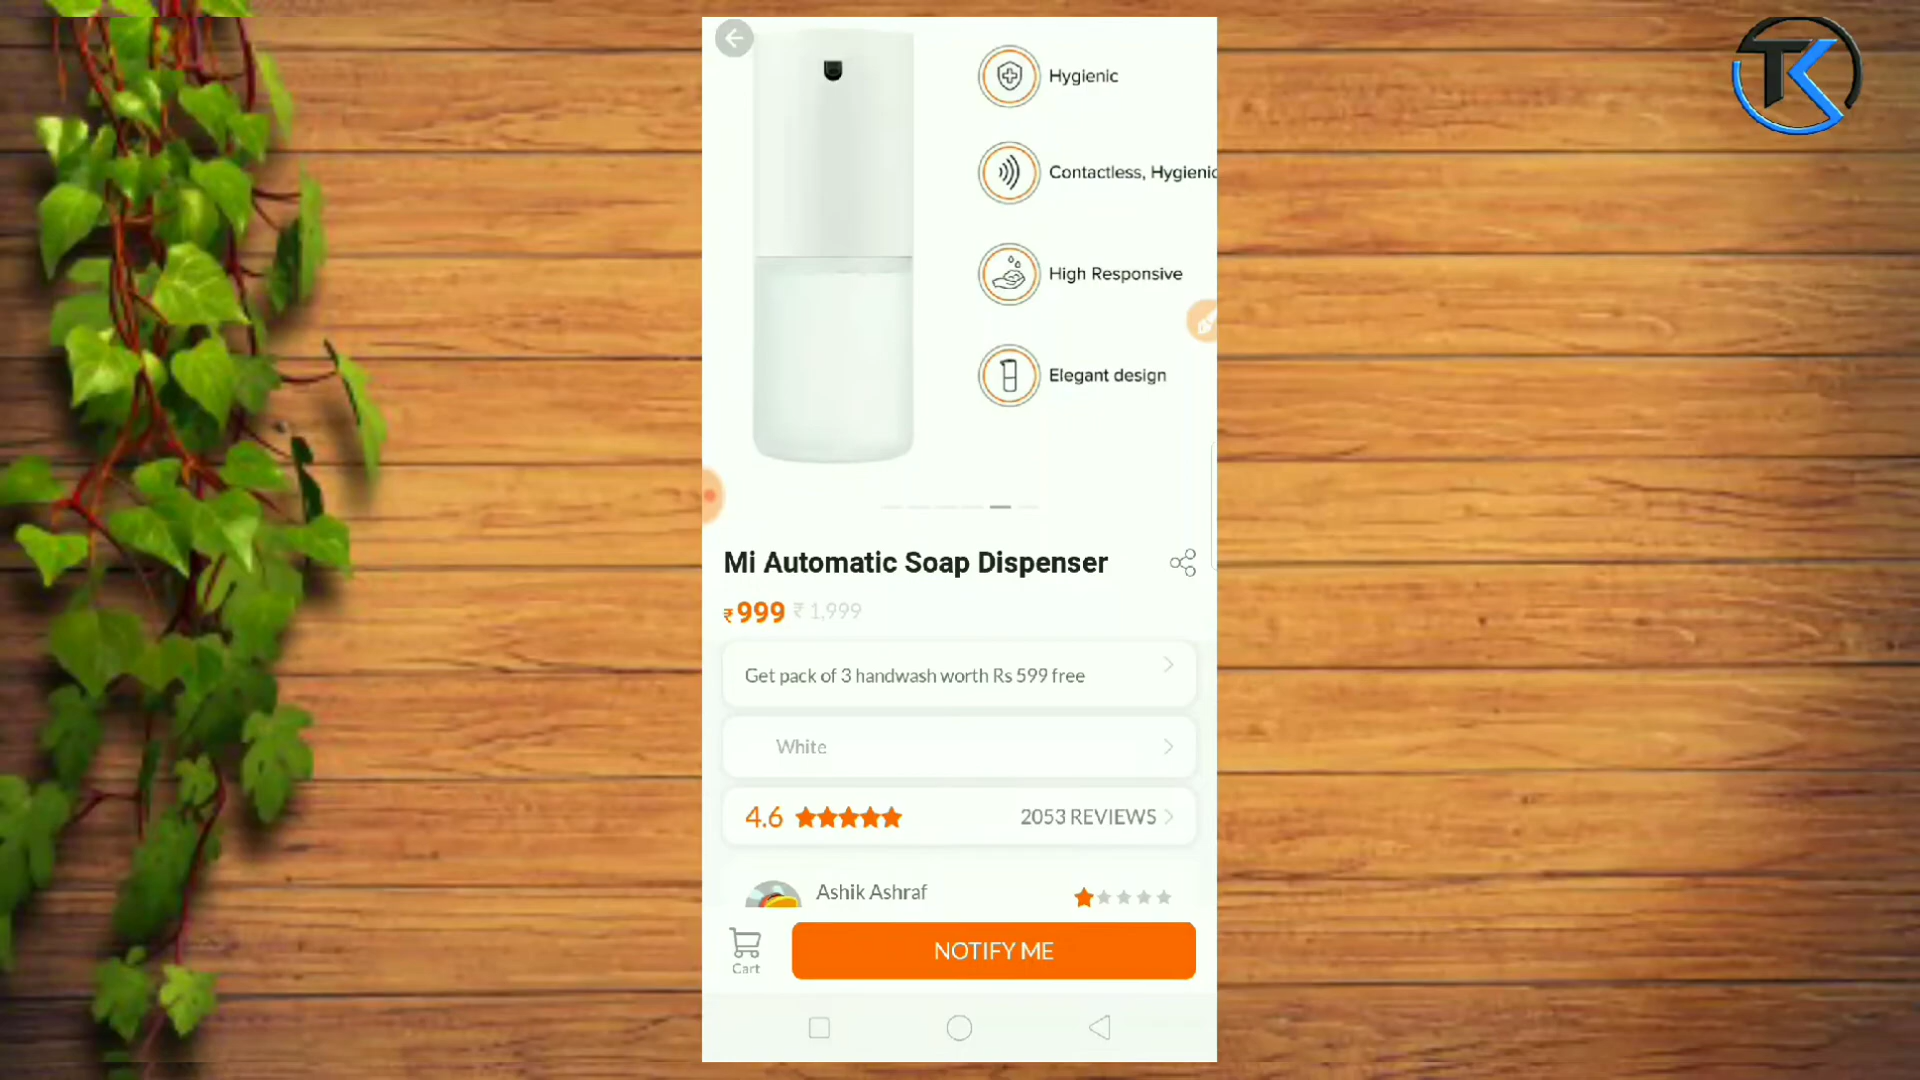 TK
Hygienic
Contactless, Hygienic
High Responsive
Elegant design
Mi Automatic Soap Dispenser
₹999 ₹ 1,999
Get pack of 3 handwash worth Rs 599 free
White
4.6 2053 REVIEWS
Ashik Ashraf
Cart
NOTIFY ME